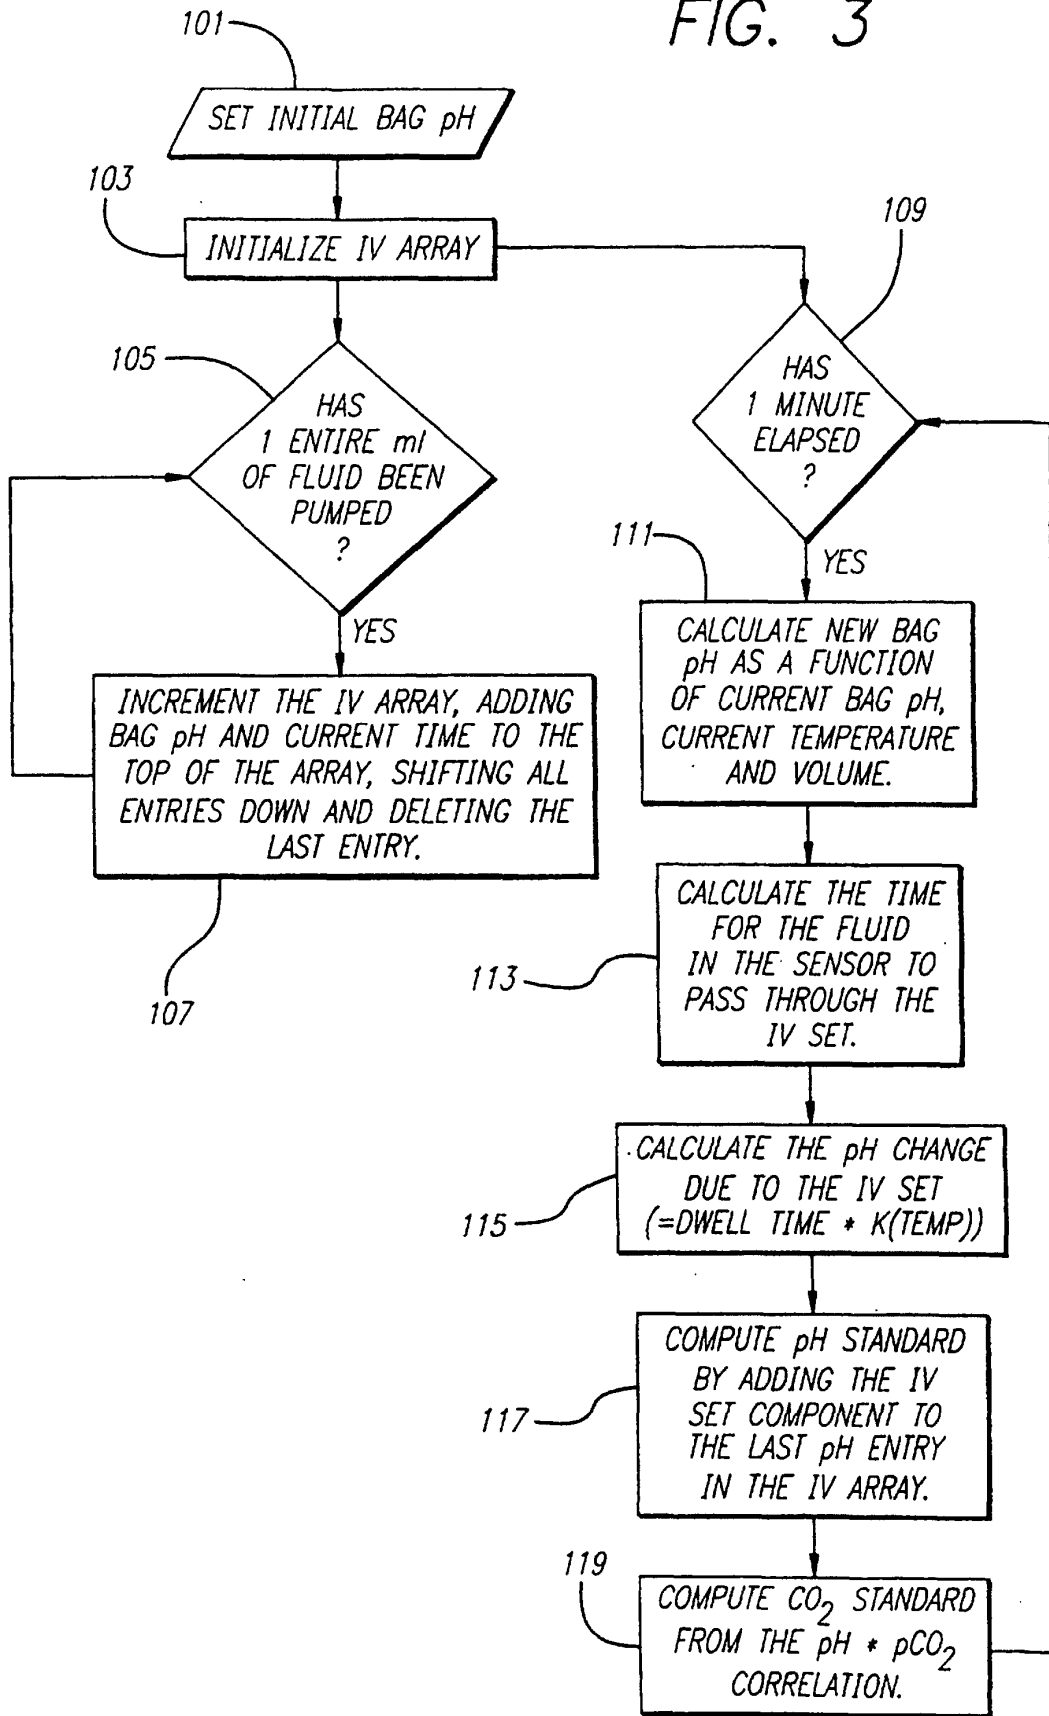 FIG. 3
101
SET INITIAL BAG pH
103
INITIALIZE IV ARRAY
109
105
HAS
1 ENTIRE ml
OF FLUID BEEN
PUMPED
?
YES
INCREMENT THE IV ARRAY, ADDING
BAG pH AND CURRENT TIME TO THE
TOP OF THE ARRAY, SHIFTING ALL
ENTRIES DOWN AND DELETING THE
LAST ENTRY.
107
HAS
1 MINUTE
ELAPSED
?
YES
111
CALCULATE NEW BAG
pH AS A FUNCTION
OF CURRENT BAG pH,
CURRENT TEMPERATURE
AND VOLUME.
CALCULATE THE TIME
FOR THE FLUID
IN THE SENSOR TO
PASS THROUGH THE
IV SET.
113
CALCULATE THE pH CHANGE
DUE TO THE IV SET
(=DWELL TIME * K(TEMP))
115
COMPUTE pH STANDARD
BY ADDING THE IV
SET COMPONENT TO
THE LAST pH ENTRY
IN THE IV ARRAY.
117
119
COMPUTE CO2 STANDARD
FROM THE pH * pCO2
CORRELATION.